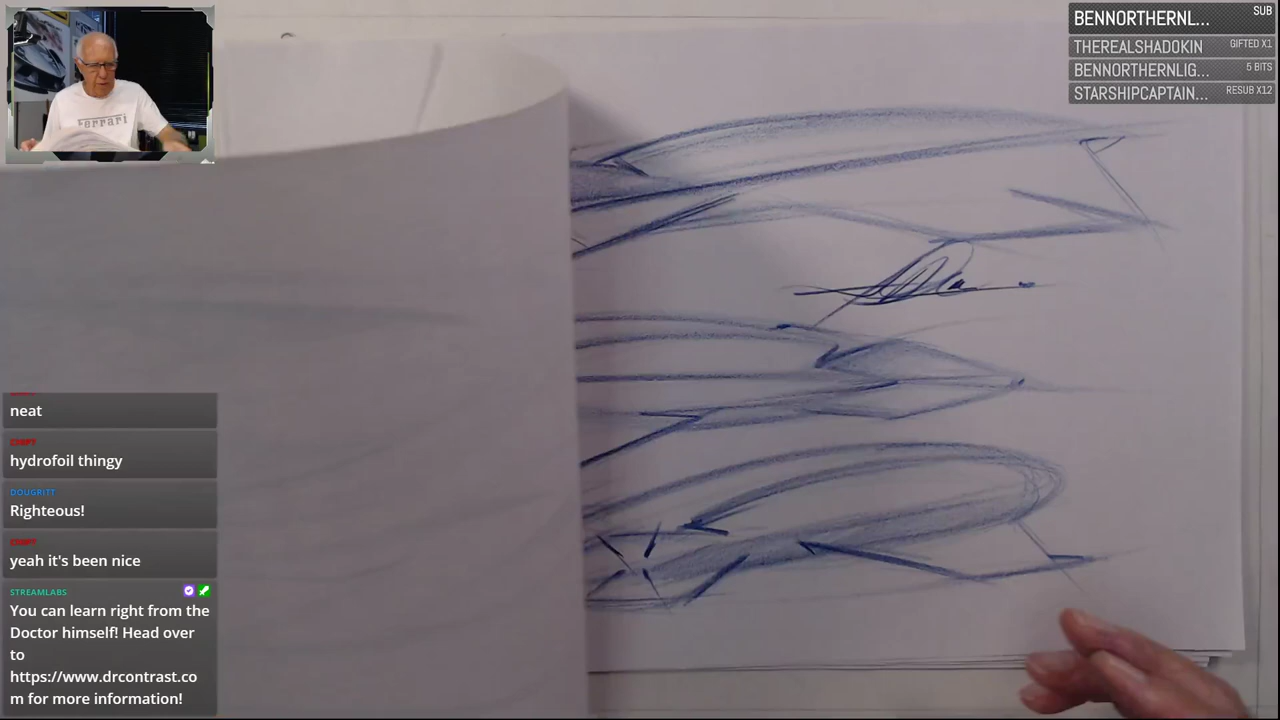 BENNORTHERNL... SUB
THEREALSHADOKIN GIFTED X1
BENNORTHERNLIG... 5 BITS
STARSHIPCAPTAIN... RESUB X12
Ferrari
neat
hydrofoil thingy
DOUGRITT
Righteous!
yeah it's been nice
STREAMLABS
You can learn right from the
Doctor himself! Head over
to
https://www.drcontrast.co
m for more information!